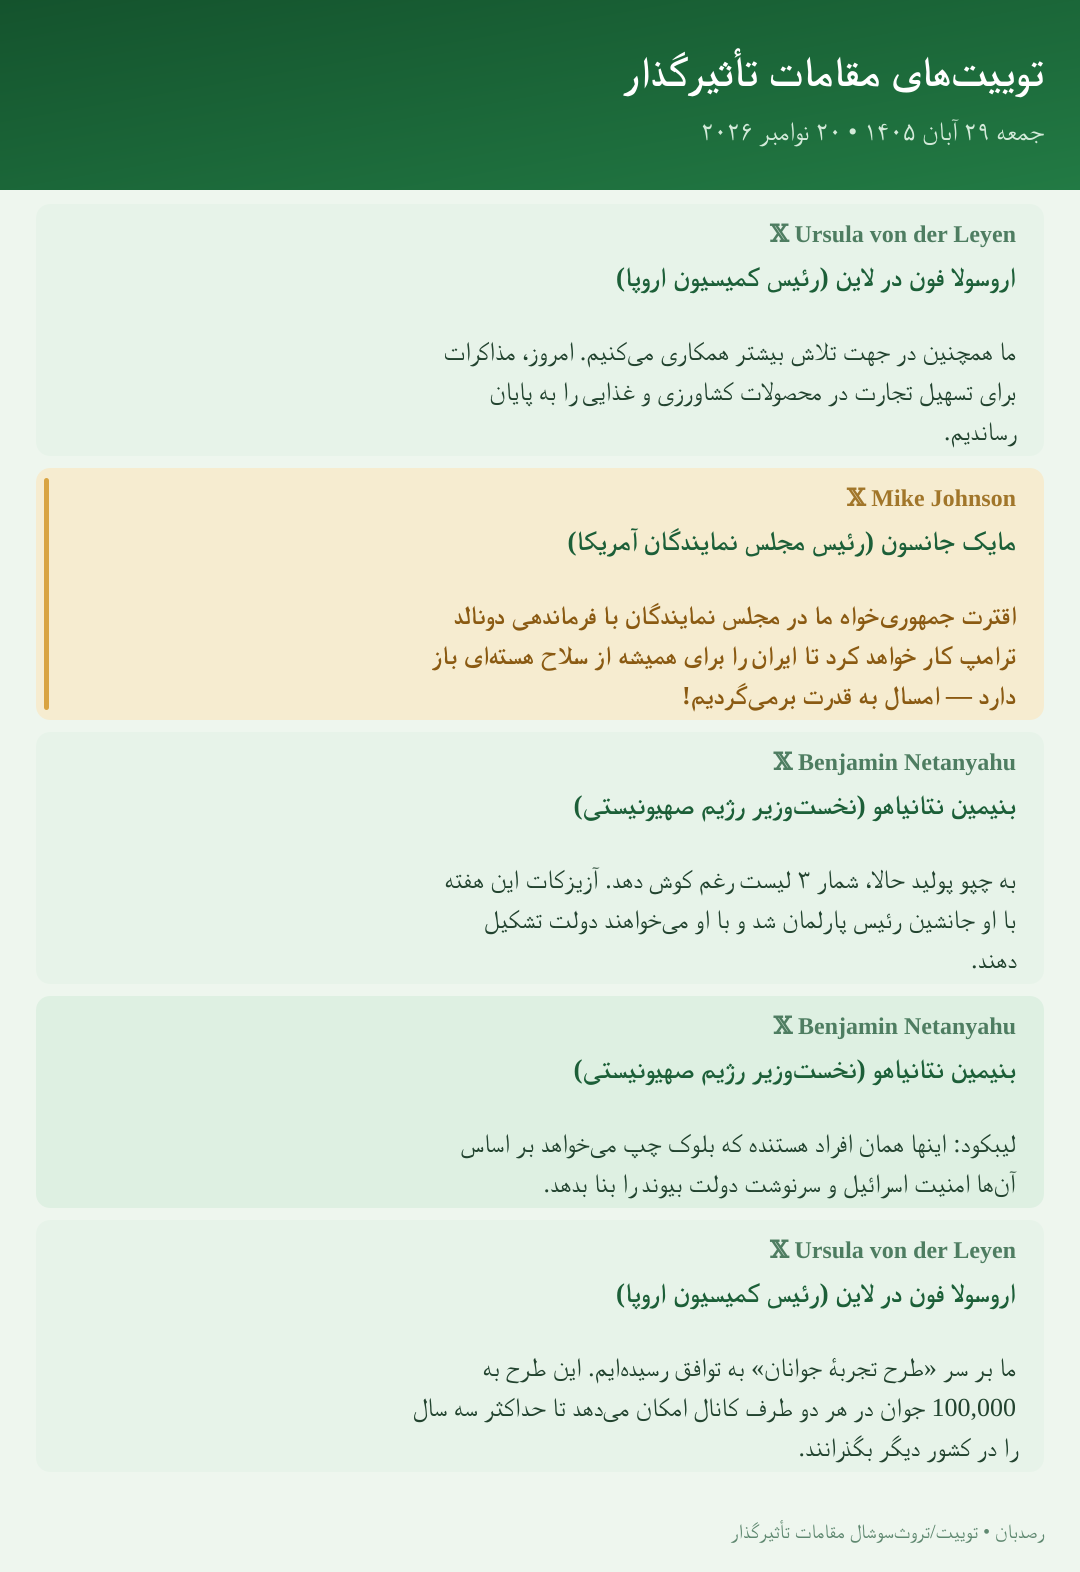 توییت‌های مقامات تأثیرگذار
جمعه ۲۹ آبان ۱۴۰۵ • ۲۰ نوامبر ۲۰۲۶
𝕏 Ursula von der Leyen
اروسولا فون در لاین (رئیس کمیسیون اروپا)
ما همچنین در جهت تلاش بیشتر همکاری می‌کنیم. امروز، مذاکرات
برای تسهیل تجارت در محصولات کشاورزی و غذایی را به پایان
رساندیم.
𝕏 Mike Johnson
مایک جانسون (رئیس مجلس نمایندگان آمریکا)
اقترت جمهوری‌خواه ما در مجلس نمایندگان با فرماندهی دونالد
ترامپ کار خواهد کرد تا ایران را برای همیشه از سلاح هسته‌ای باز
دارد — امسال به قدرت برمی‌گردیم!
𝕏 Benjamin Netanyahu
بنیمین نتانیاهو (نخست‌وزیر رژیم صهیونیستی)
به چپو پولید حالا، شمار ۳ لیست رغم کوش دهد. آزیزکات این هفته
با او جانشین رئیس پارلمان شد و با او می‌خواهند دولت تشکیل
دهند.
𝕏 Benjamin Netanyahu
بنیمین نتانیاهو (نخست‌وزیر رژیم صهیونیستی)
لیبکود: اینها همان افراد هستنده که بلوک چپ می‌خواهد بر اساس
آن‌ها امنیت اسرائیل و سرنوشت دولت بیوند را بنا بدهد.
𝕏 Ursula von der Leyen
اروسولا فون در لاین (رئیس کمیسیون اروپا)
ما بر سر «طرح تجربهٔ جوانان» به توافق رسیده‌ایم. این طرح به
100,000 جوان در هر دو طرف کانال امکان می‌دهد تا حداکثر سه سال
را در کشور دیگر بگذرانند.
رصدبان • توییت/تروث‌سوشال مقامات تأثیرگذار